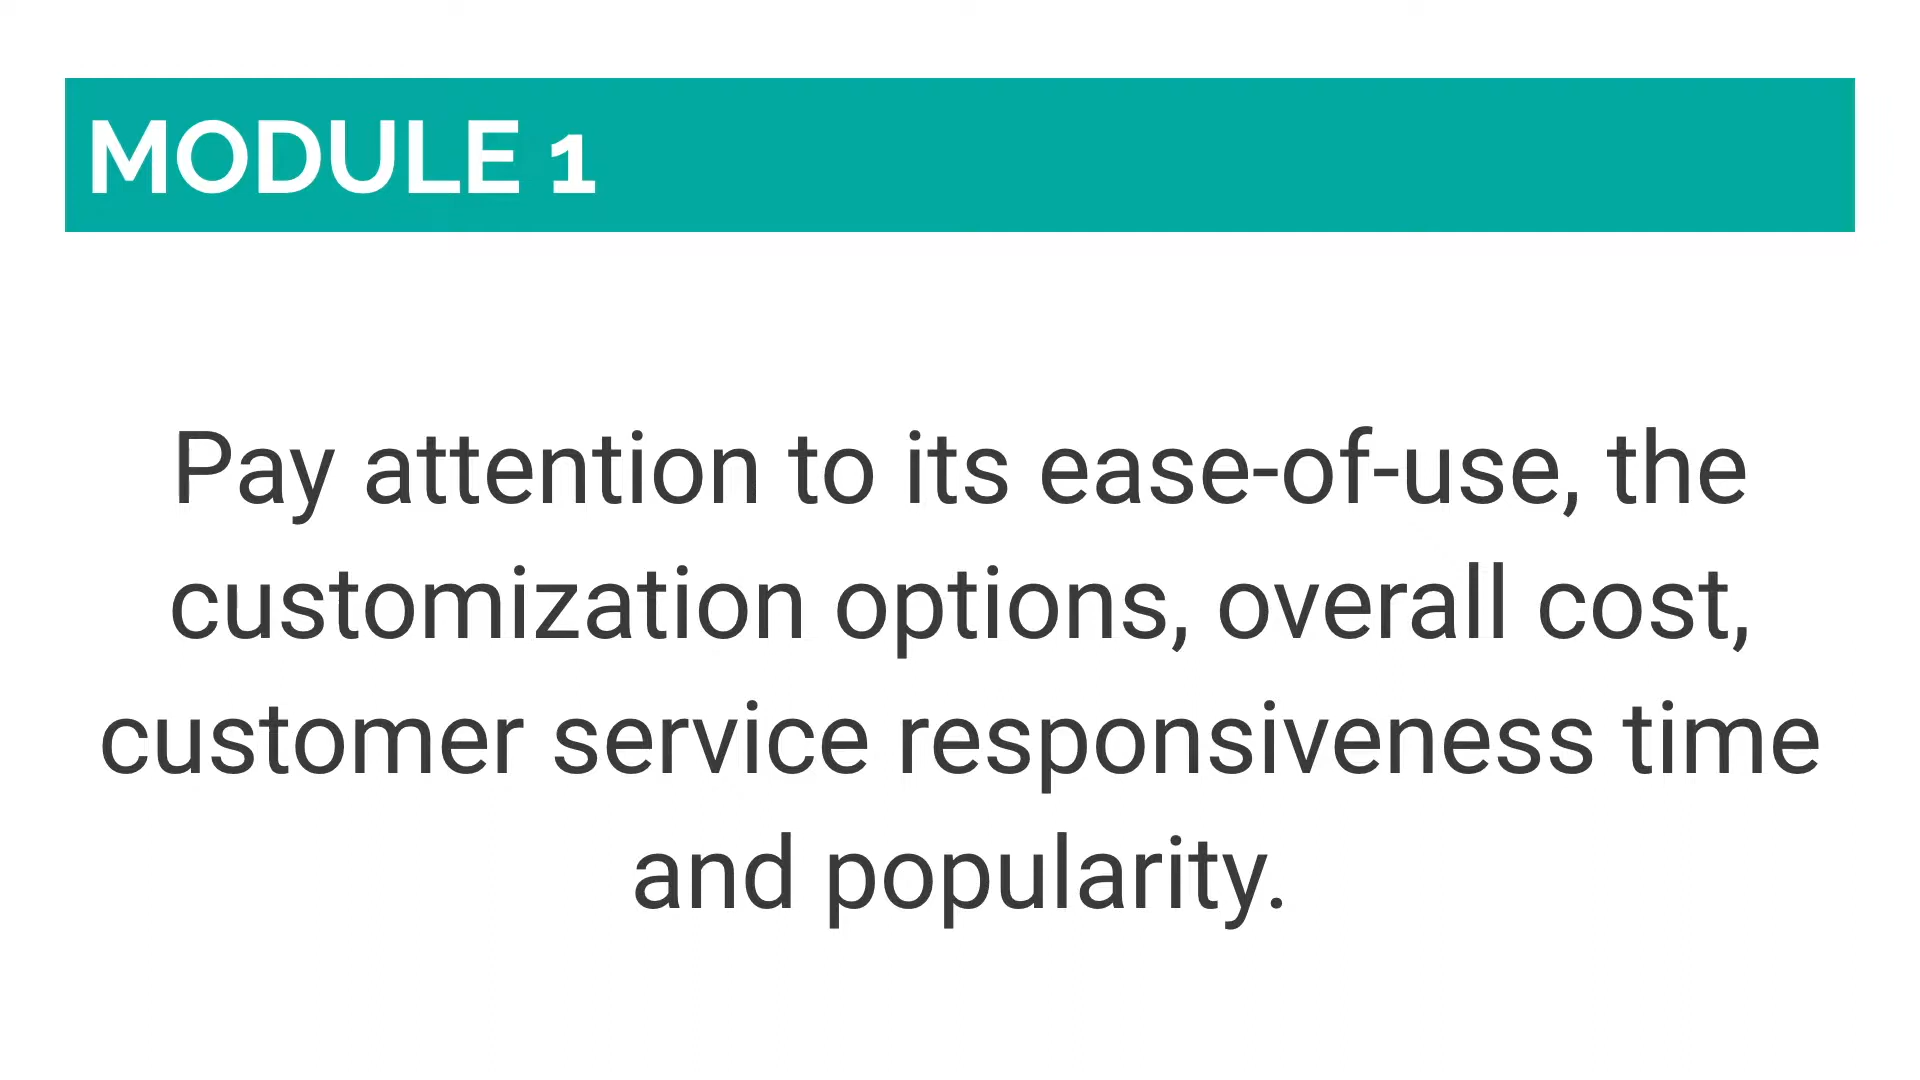 MODULE 1
Pay attention to its ease-of-use, the
customization options, overall cost,
customer service responsiveness time
and popularity.